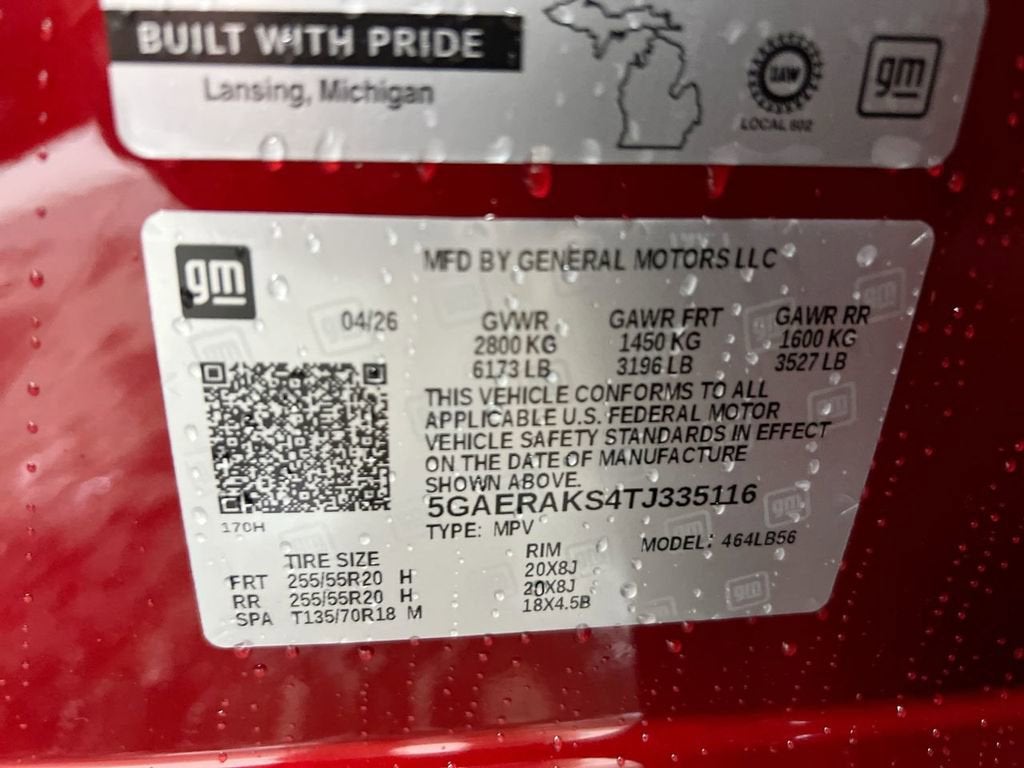 BUILT WITH PRIDE
Lansing, Michigan
UAW
LOCAL 602
gm
gm
MFD BY GENERAL MOTORS LLC
04/26
GVWR GAWR FRT GAWR RR
2800 KG 1450 KG 1600 KG
6173 LB 3196 LB 3527 LB
THIS VEHICLE CONFORMS TO ALL
APPLICABLE U.S. FEDERAL MOTOR
VEHICLE SAFETY STANDARDS IN EFFECT
ON THE DATE OF MANUFACTURE
SHOWN ABOVE.
5GAERAKS4TJ335116
170H
TYPE: MPV MODEL: 464LB56
TIRE SIZE RIM
FRT 255/55R20 H 20X8J
RR 255/55R20 H 20X8J
SPA T135/70R18 M 18X4.5B